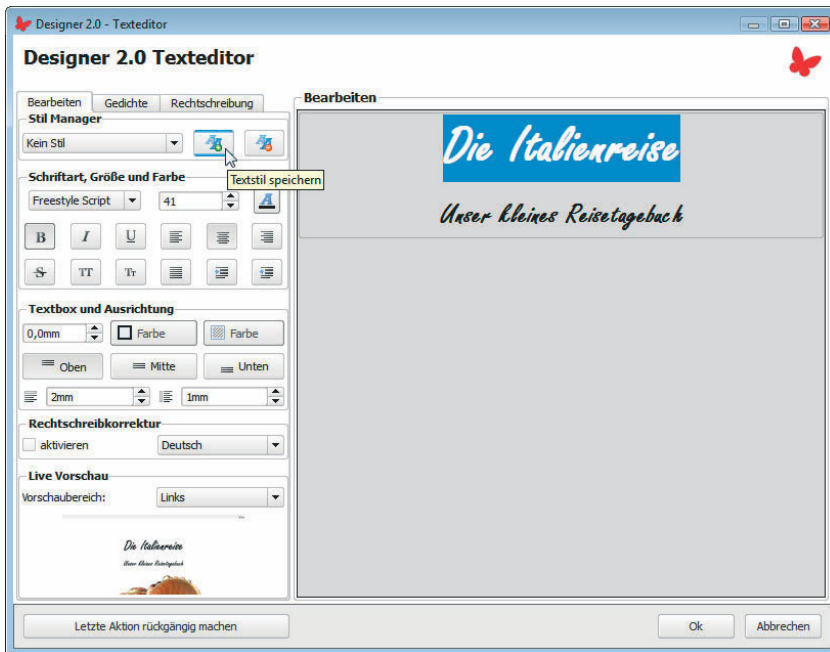 Designer 2.0 - Texteditor
Designer 2.0 Texteditor
Bearbeiten Gedichte Rechtschreibung
Stil Manager
Kein Stil
Textstil speichern
Schriftart, Größe und Farbe
Freestyle Script 41 A
B I U
S TT Tr
Textbox und Ausrichtung
0,0mm Farbe Farbe
Oben Mitte Unten
2mm 1mm
Rechtschreibkorrektur
aktivieren Deutsch
Live Vorschau
Vorschaubereich: Links
Die Italienreise
Unser kleines Reisetagebuch
Bearbeiten
Die Italienreise
Unser kleines Reisetagebuch
Letzte Aktion rückgängig machen Ok Abbrechen